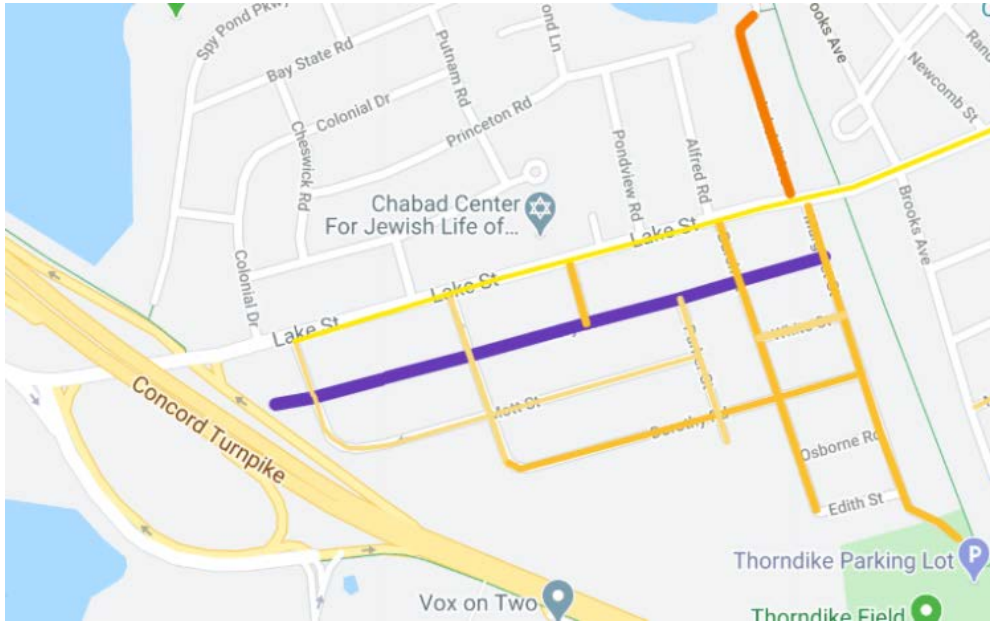 Spy Pond Pkwy
Bay State Rd
Putnam Rd
ond Ln
Brooks Ave
Newcomb St
Colonial Dr
Cheswick Rd
Princeton Rd
Pondview Rd
Alfred Rd
Chabad Center
For Jewish Life of...
Brooks Ave
Colonial Dr
Lake St
Lake St
Lake St
White St
Mott St
Dorothy Rd
Concord Turnpike
Osborne Rd
Edith St
Thorndike Parking Lot
P
Vox on Two
Thorndike Field